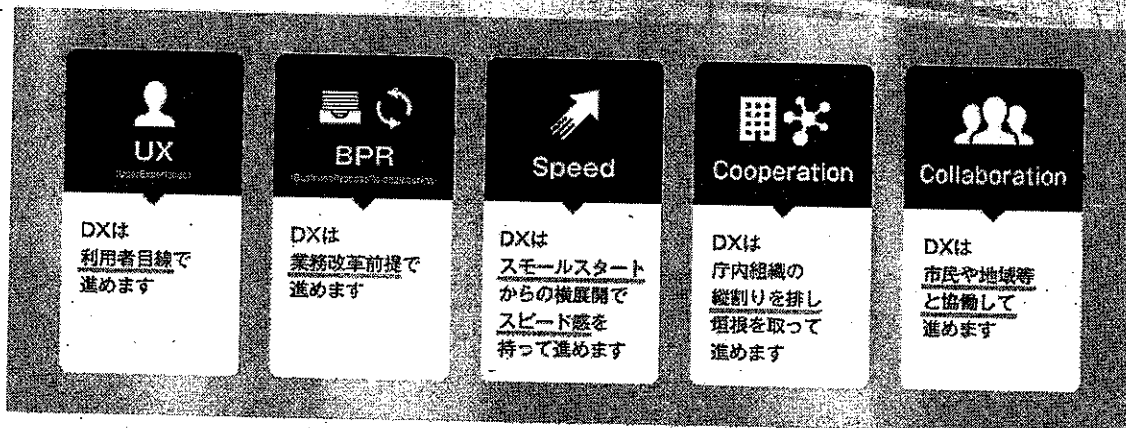 UX
(User Experience)
DXは
利用者目線で
進めます
BPR
DXは
業務改革前提で
進めます
Speed
DXは
スモールスタート
からの横展開で
スピード感を
持って進めます
Cooperation
DXは
庁内組織の
縦割りを排し
垣根を取って
進めます
Collaboration
DXは
市民や地域等
と協働して
進めます